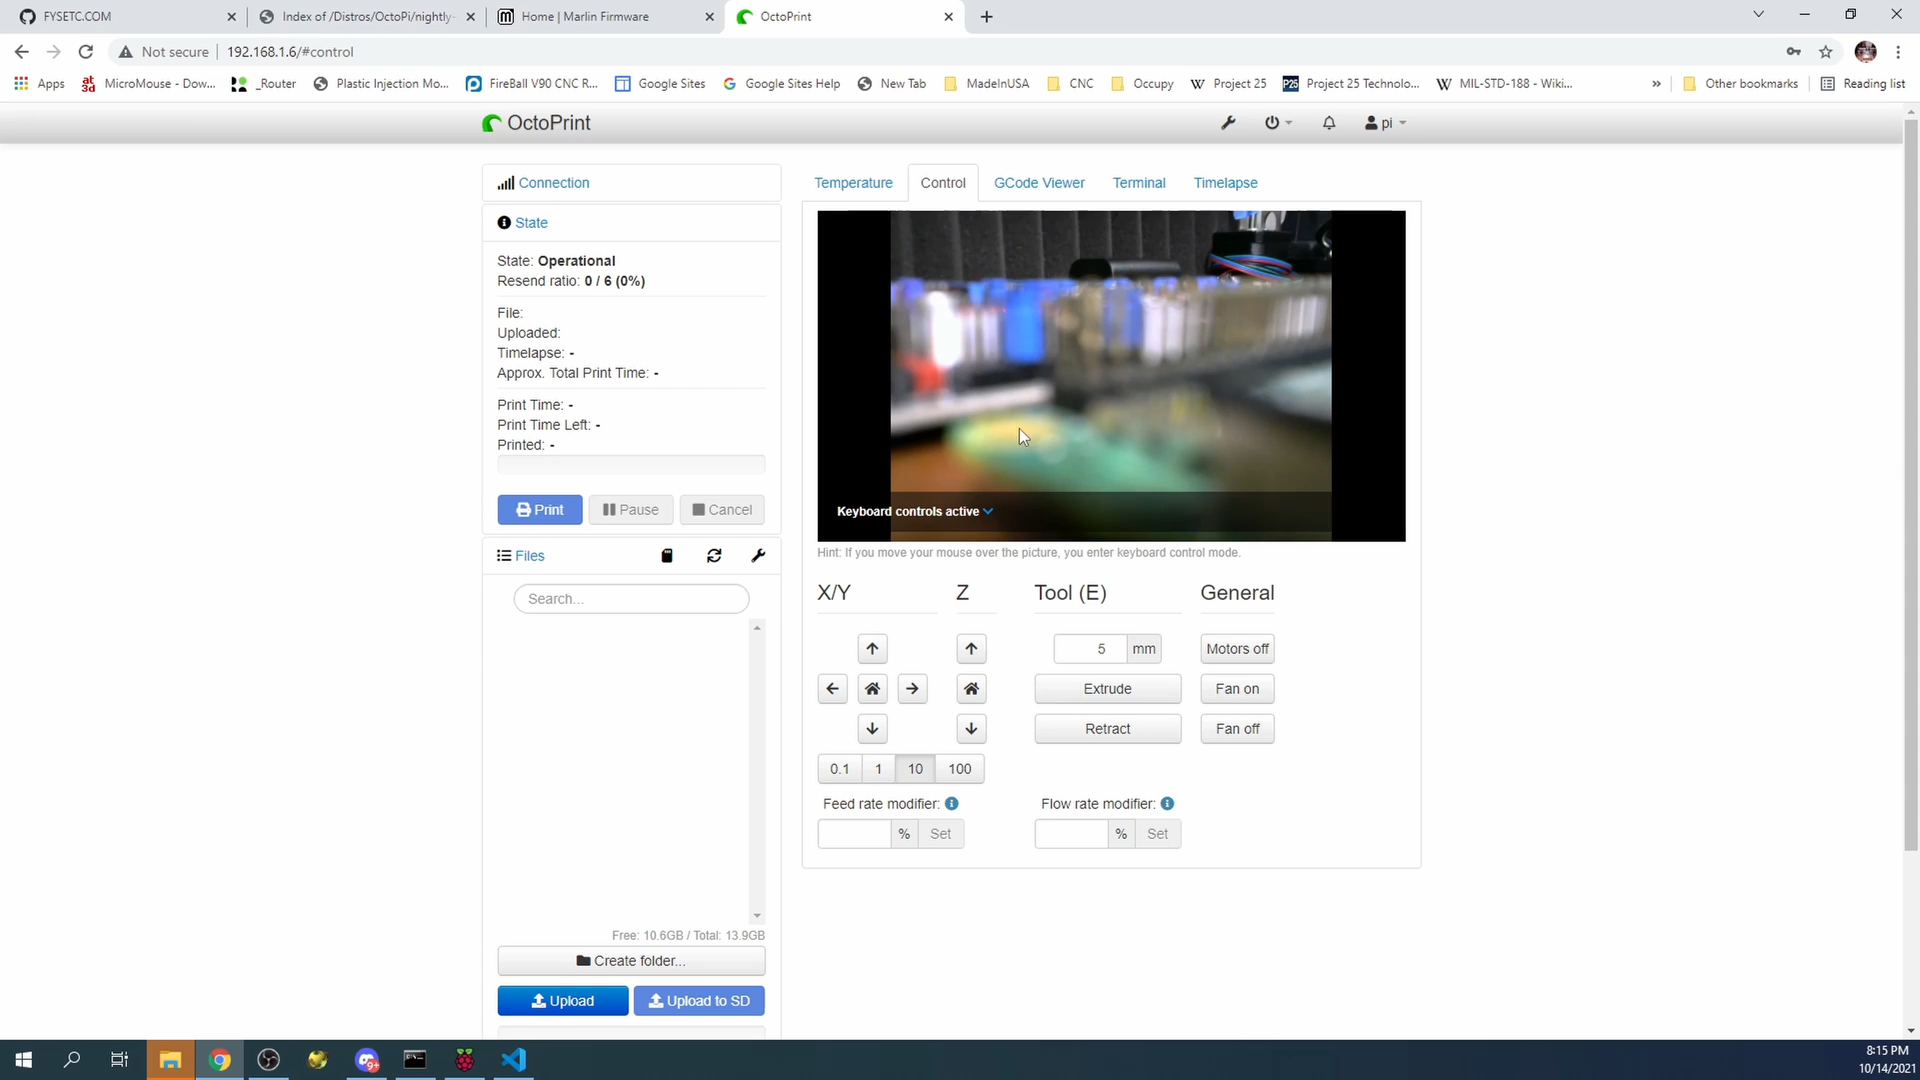 FYSETC.COM
Index of /Distros/OctoPi/nightly-
Home | Marlin Firmware
OctoPrint
Not secure
192.168.1.6/#control
Apps
MicroMouse - Dow...
_Router
Plastic Injection Mo...
FireBall V90 CNC R...
Google Sites
Google Sites Help
New Tab
MadeInUSA
CNC
Occupy
Project 25
Project 25 Technolo...
MIL-STD-188 - Wiki...
»
Other bookmarks
Reading list
OctoPrint
pi
Connection
State
State: Operational
Resend ratio: 0 / 6 (0%)
File:
Uploaded:
Timelapse: -
Approx. Total Print Time: -
Print Time: -
Print Time Left: -
Printed: -
Print
Pause
Cancel
Files
Search...
Free: 10.6GB / Total: 13.9GB
Create folder...
Upload
Upload to SD
Temperature
Control
GCode Viewer
Terminal
Timelapse
Keyboard controls active
Hint: If you move your mouse over the picture, you enter keyboard control mode.
X/Y
Z
Tool (E)
General
5
mm
Motors off
Extrude
Fan on
Retract
Fan off
0.1
1
10
100
Feed rate modifier:
Flow rate modifier:
%
Set
%
Set
9+
8:15 PM
10/14/2021